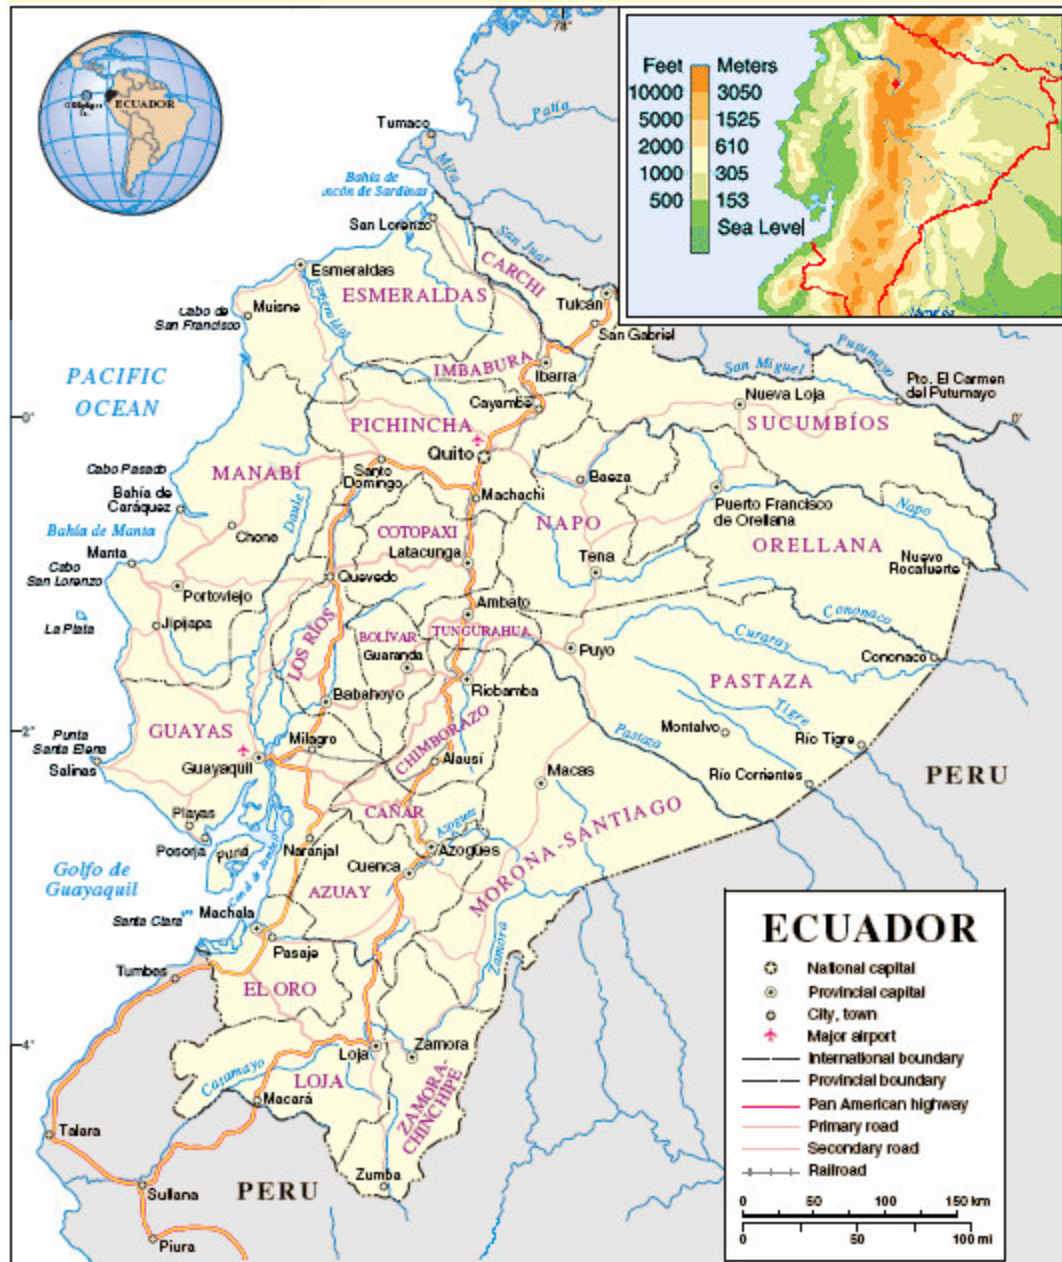 ECUADOR
78°
Feet
Meters
10000
3050
5000
1525
2000
610
1000
305
500
153
Sea Level
Patía
Tumaco
Mira
Bahía de
ncón de Sardinas
San Lorenzo
San Juan
CARCHI
Esmeraldas
ESMERALDAS
Tulcán
Muisne
Cabo de
San Francisco
San Gabriel
IMBABURA
Ibarra
San Miguel
Putumayo
PACIFIC
OCEAN
Pto. El Carmen
del Putumayo
Cayambe
Nueva Loja
0°
0°
PICHINCHA
SUCUMBÍOS
Quito
Cabo Pasado
MANABÍ
Santo
Domingo
Baeza
Bahía de
Caráquez
Machachi
Puerto Francisco
de Orellana
Napo
Daule
Bahía de Manta
Chone
COTOPAXI
NAPO
ORELLANA
Manta
Latacunga
Tena
Nuevo
Rocafuerte
Cabo
San Lorenzo
Quevedo
Portoviejo
Ambato
Cononaco
La Plata
Jipijapa
LOS RÍOS
BOLÍVAR
TUNGURAHUA
Curaray
Guaranda
Puyo
Cononaco
Riobamba
PASTAZA
Babahoyo
Tigre
GUAYAS
CHIMBORAZO
Pastaza
Montalvo
Punta
Santa Elena
Milagro
Río Tigre
Salinas
Guayaquil
Alausí
Macas
Río Corrientes
PERU
Playas
CAÑAR
MORONA-SANTIAGO
Posorja
Puná
Naranjal
Azogues
Azogues
Cuenca
Golfo de
Guayaquil
AZUAY
Santa Clara
Machala
Zamora
Pasaje
Tumbes
EL ORO
Loja
Zamora
Catamayo
LOJA
Macará
ZAMORA-
CHINCHIPE
Talara
Zumba
Sullana
PERU
Piura
ECUADOR
National capital
Provincial capital
City, town
Major airport
International boundary
Provincial boundary
Pan American highway
Primary road
Secondary road
Railroad
0 50 100 150 km
0 50 100 mi
2°
4°